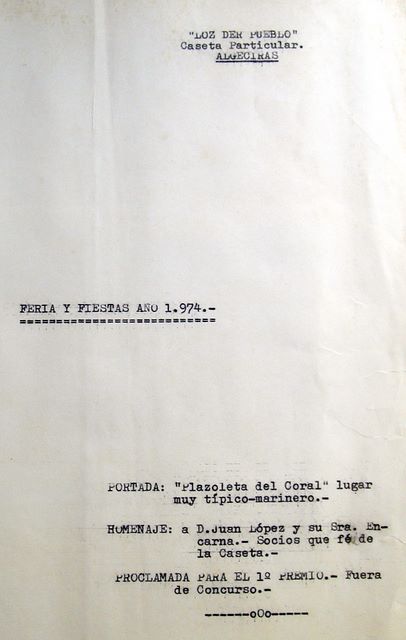 "LOZ DER PUEBLO"
Caseta Particular.
ALGECIRAS
FERIA Y FIESTAS AÑO 1.974.-
===========================
PORTADA: "Plazoleta del Coral" lugar
muy típico-marinero.-
HOMENAJE: a D.Juan López y su Sra. En-
carna.- Socios que fé de
la Caseta.-
PROCLAMADA PARA EL 1º PREMIO.- Fuera
de Concurso.-
------oOo-----